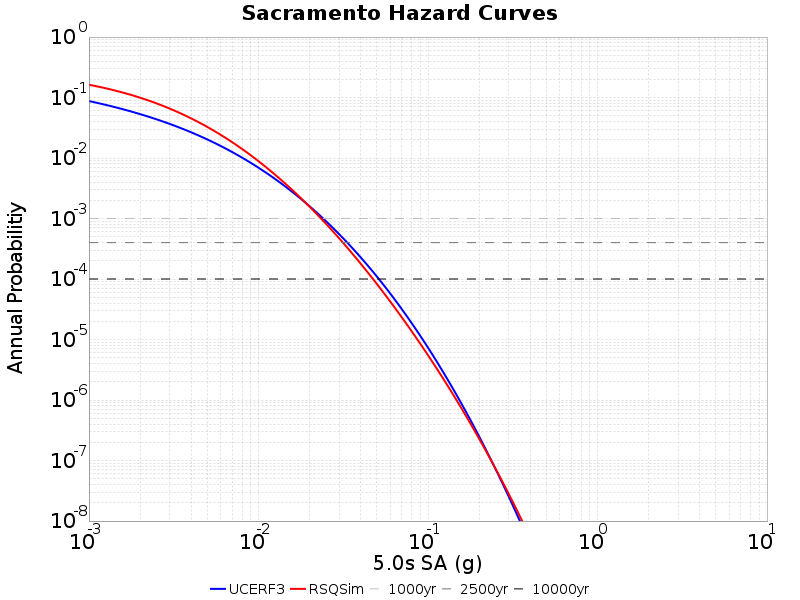 Sacramento Hazard Curves
10^0
10^-1
10^-2
10^-3
10^-4
10^-5
10^-6
10^-7
10^-8
Annual Probabilitiy
10^-3 10^-2 10^-1 10^0 10^1
5.0s SA (g)
UCERF3 RSQSim 1000yr 2500yr 10000yr